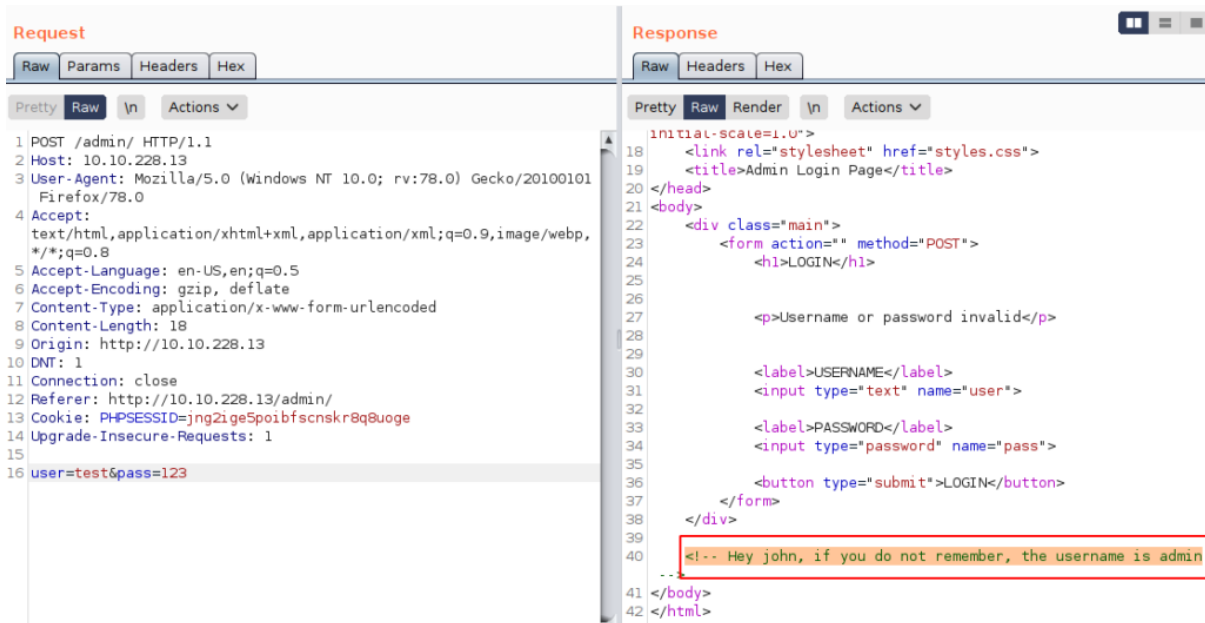 Request
Raw Params Headers Hex
Pretty Raw \n Actions
1 POST /admin/ HTTP/1.1
2 Host: 10.10.228.13
3 User-Agent: Mozilla/5.0 (Windows NT 10.0; rv:78.0) Gecko/20100101
Firefox/78.0
4 Accept:
text/html,application/xhtml+xml,application/xml;q=0.9,image/webp,
*/*;q=0.8
5 Accept-Language: en-US,en;q=0.5
6 Accept-Encoding: gzip, deflate
7 Content-Type: application/x-www-form-urlencoded
8 Content-Length: 18
9 Origin: http://10.10.228.13
10 DNT: 1
11 Connection: close
12 Referer: http://10.10.228.13/admin/
13 Cookie: PHPSESSID=jng2ige5poibfscnskr8q8uoge
14 Upgrade-Insecure-Requests: 1
15
16 user=test&pass=123
Response
Raw Headers Hex
Pretty Raw Render \n Actions
initial-scale=1.0">
18 <link rel="stylesheet" href="styles.css">
19 <title>Admin Login Page</title>
20 </head>
21 <body>
22 <div class="main">
23 <form action="" method="POST">
24 <h1>LOGIN</h1>
25
26
27 <p>Username or password invalid</p>
28
29
30 <label>USERNAME</label>
31 <input type="text" name="user">
32
33 <label>PASSWORD</label>
34 <input type="password" name="pass">
35
36 <button type="submit">LOGIN</button>
37 </form>
38 </div>
39
40 <!-- Hey john, if you do not remember, the username is admin
-->
41 </body>
42 </html>